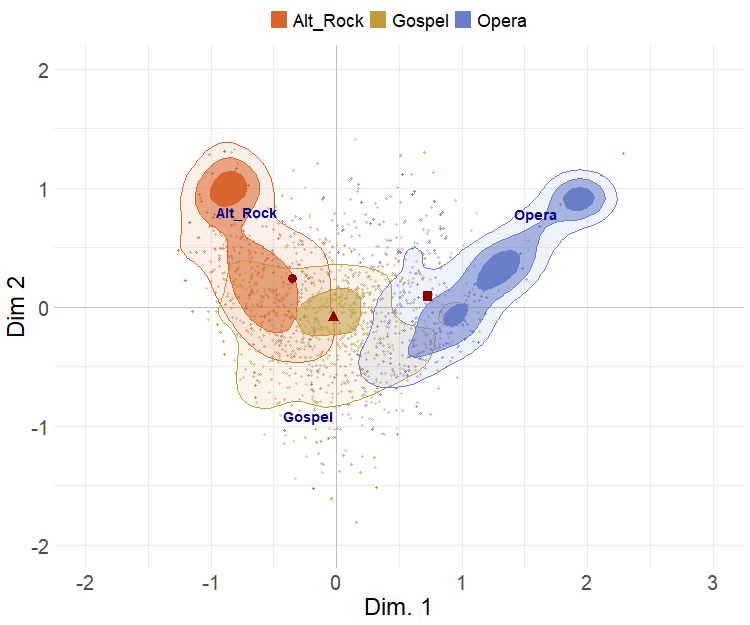 Alt_Rock Gospel Opera
2
1
0
-1
-2
Dim 2
Alt_Rock
Opera
Gospel
-2 -1 0 1 2 3
Dim. 1